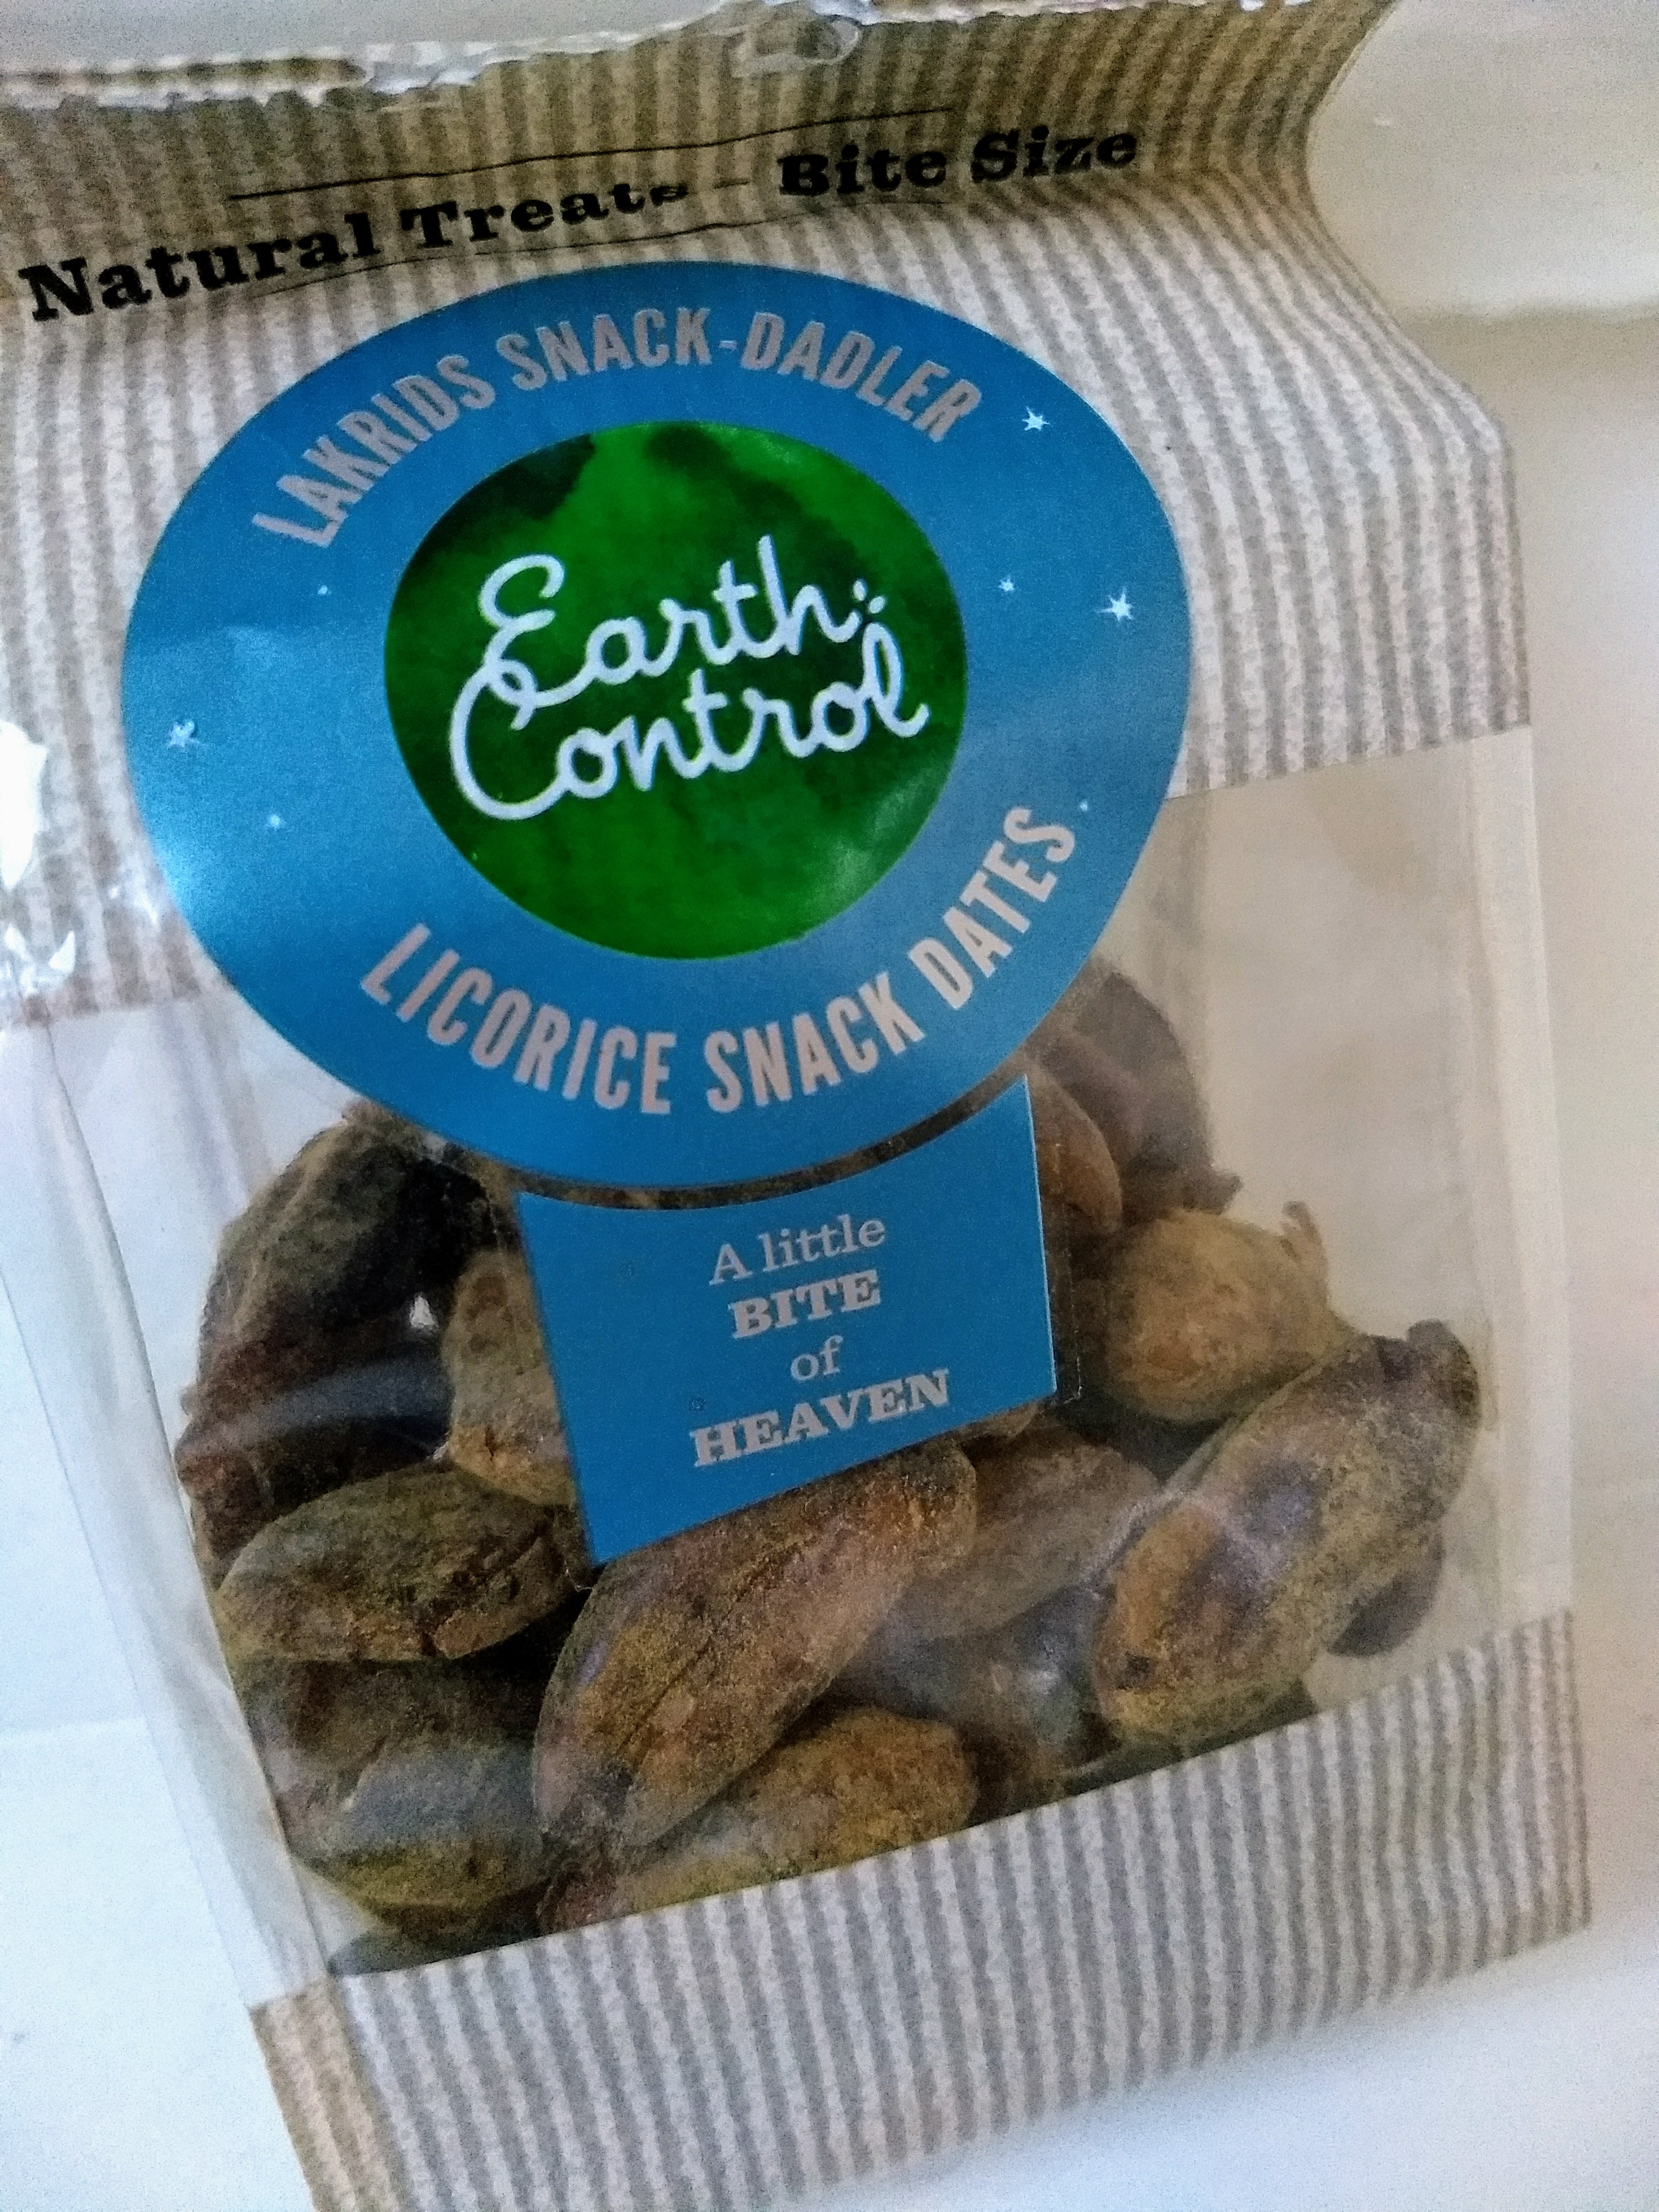 Natural Treats – Bite Size
LAKRIDS SNACK-DADLER
Earth
Control
LICORICE SNACK DATES
A little
BITE
of
HEAVEN